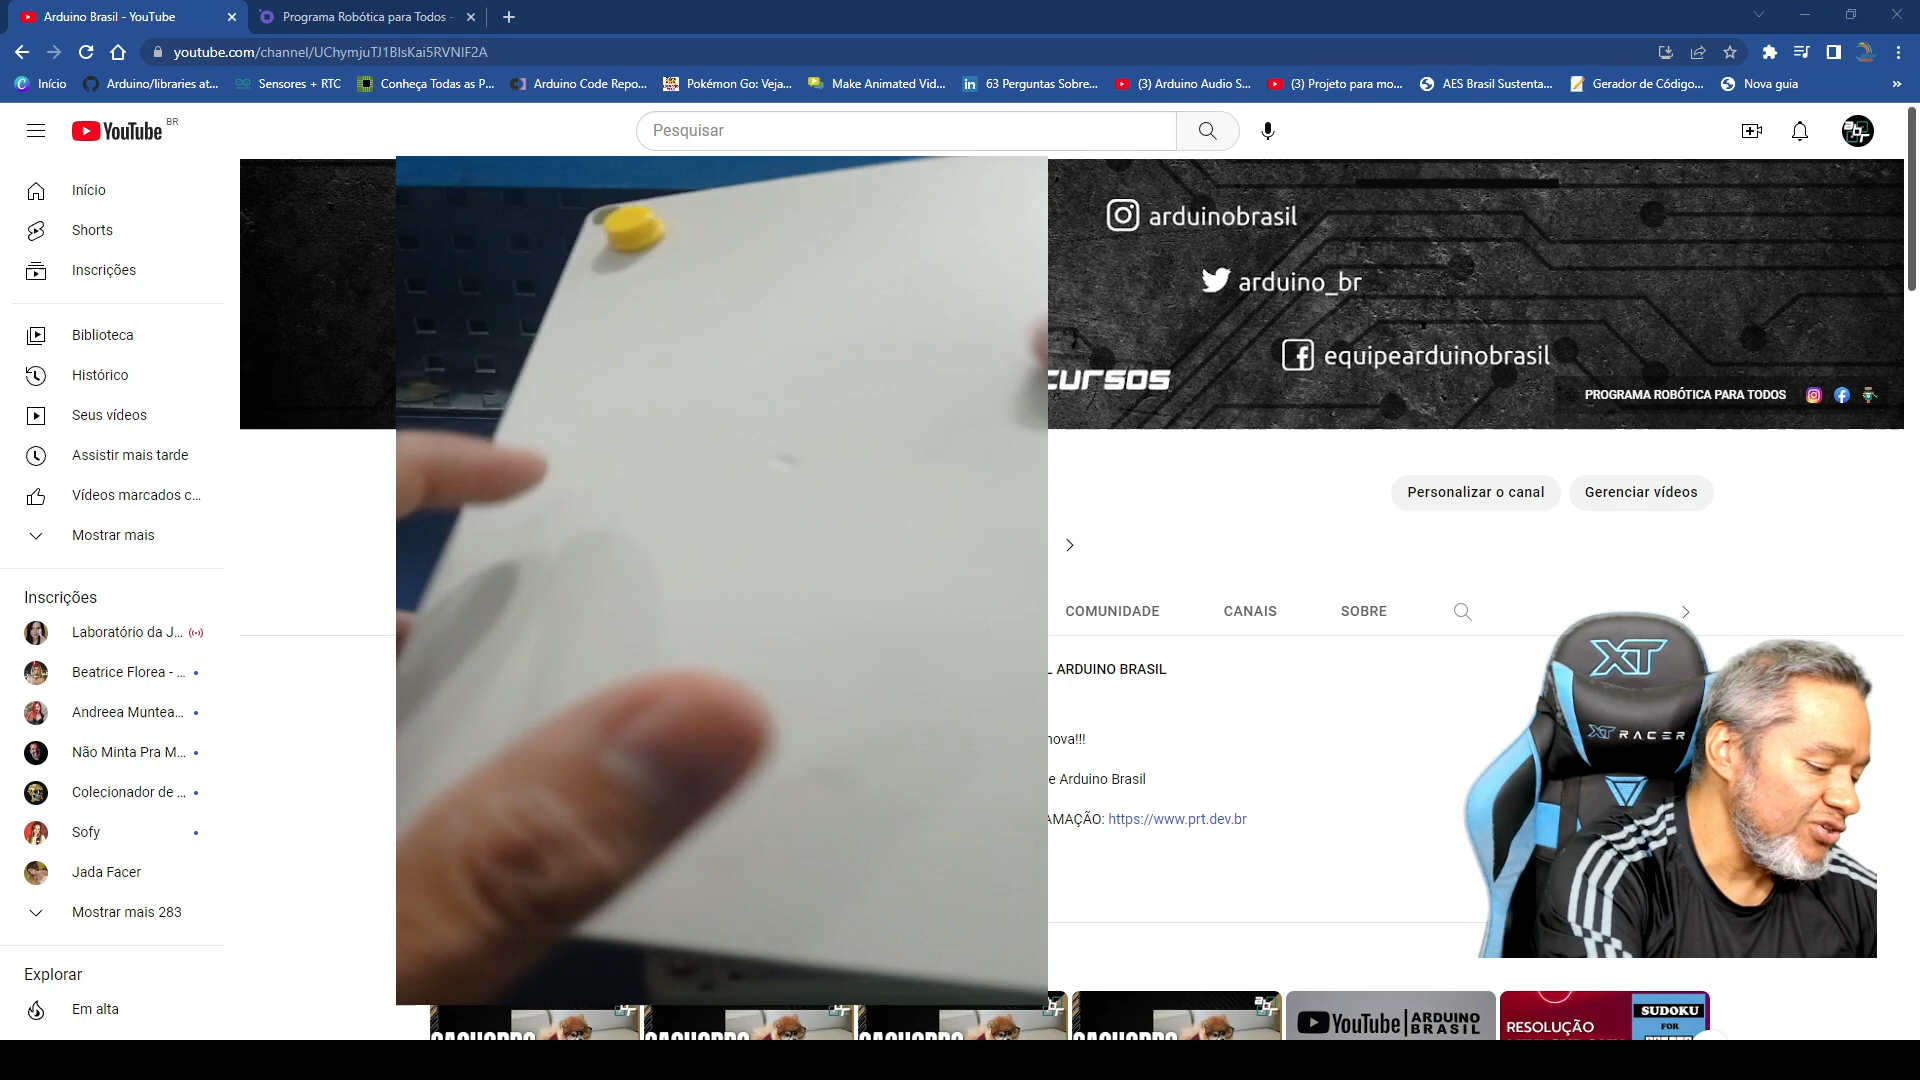 Arduino Brasil - YouTube
Programa Robótica para Todos -
youtube.com/channel/UChymjuTJ1BIsKai5RVNlF2A
Início
Arduino/libraries at...
Sensores + RTC
Conheça Todas as P...
Arduino Code Repo...
Pokémon Go: Veja...
Make Animated Vid...
63 Perguntas Sobre...
(3) Arduino Audio S...
(3) Projeto para mo...
AES Brasil Sustenta...
Gerador de Código...
Nova guia
YouTube BR
Pesquisar
Início
Shorts
Inscrições
Biblioteca
Histórico
Seus vídeos
Assistir mais tarde
Vídeos marcados c...
Mostrar mais
Inscrições
Laboratório da J...
Beatrice Florea - ...
Andreea Muntea...
Não Minta Pra M...
Colecionador de ...
Sofy
Jada Facer
Mostrar mais 283
Explorar
Em alta
arduinobrasil
arduino_br
equipearduinobrasil
cursos
PROGRAMA ROBÓTICA PARA TODOS
Personalizar o canal
Gerenciar vídeos
COMUNIDADE
CANAIS
SOBRE
L ARDUINO BRASIL
nova!!!
e Arduino Brasil
AMAÇÃO: https://www.prt.dev.br
XT
XT RACER
YouTube | ARDUINO BRASIL
RESOLUÇÃO
SUDOKU
FOR